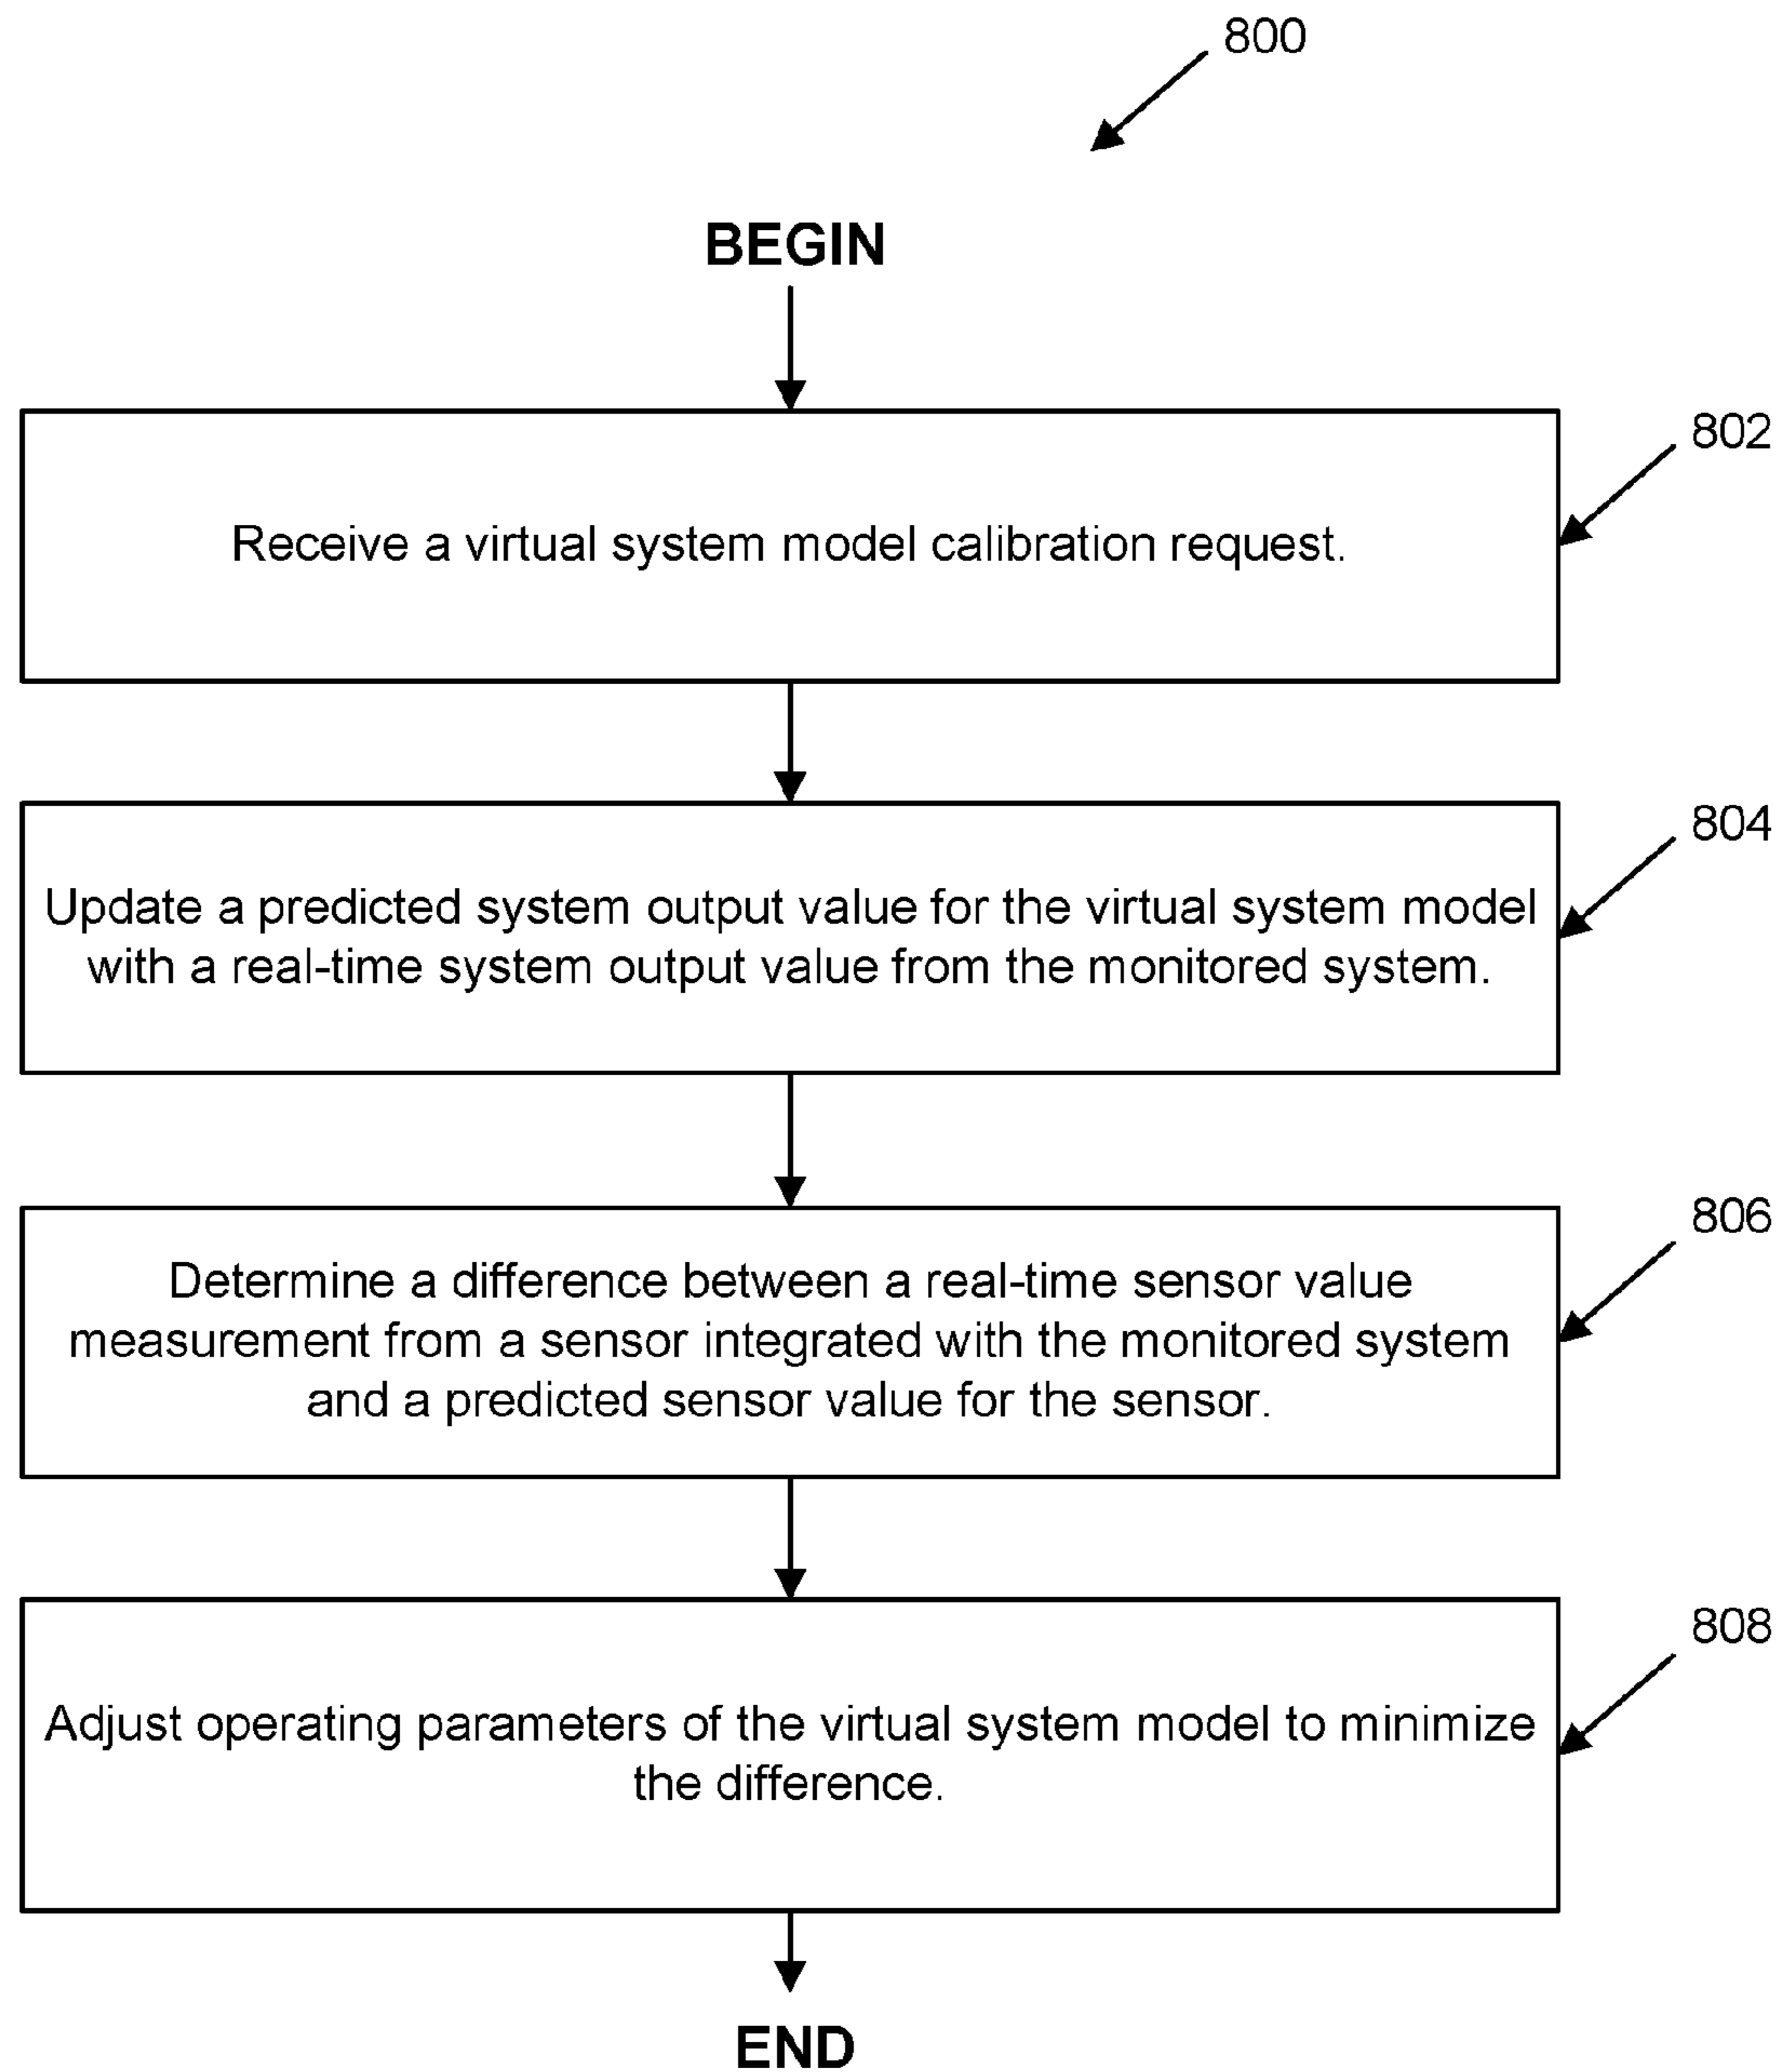 800
BEGIN
802
Receive a virtual system model calibration request.
804
Update a predicted system output value for the virtual system model
with a real-time system output value from the monitored system.
806
Determine a difference between a real-time sensor value
measurement from a sensor integrated with the monitored system
and a predicted sensor value for the sensor.
808
Adjust operating parameters of the virtual system model to minimize
the difference.
END